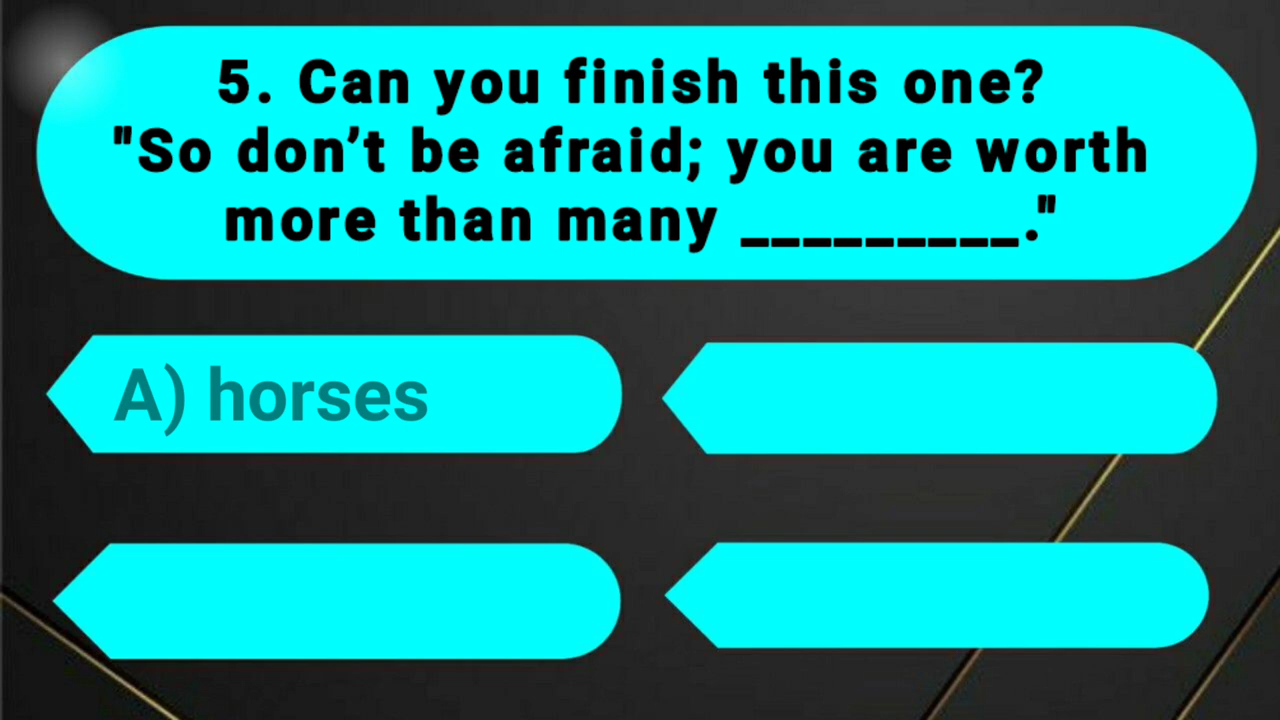 5. Can you finish this one?
"So don’t be afraid; you are worth
more than many _________."
A) horses